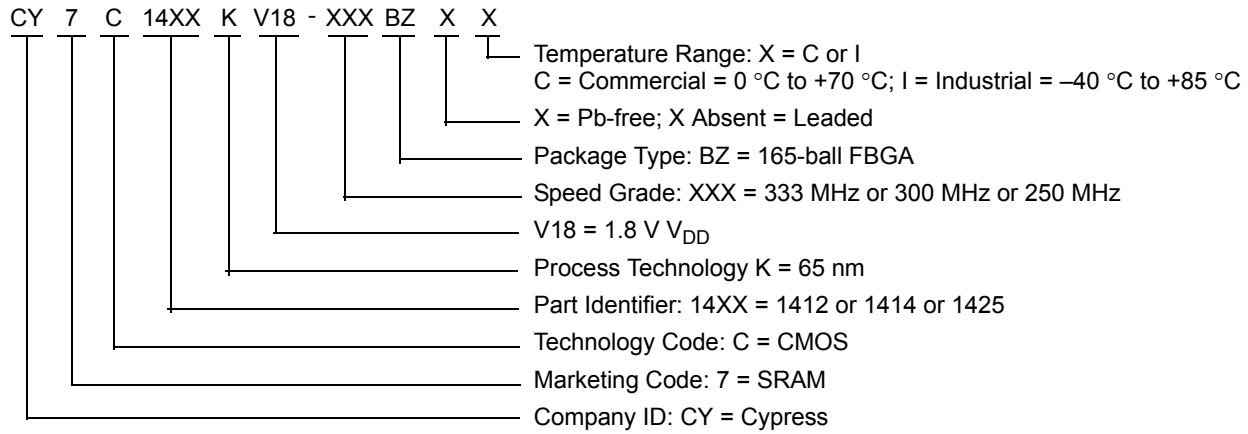 CY 7 C 14XX K V18 - XXX BZ X X
Temperature Range: X = C or I
C = Commercial = 0 °C to +70 °C; I = Industrial = –40 °C to +85 °C
X = Pb-free; X Absent = Leaded
Package Type: BZ = 165-ball FBGA
Speed Grade: XXX = 333 MHz or 300 MHz or 250 MHz
V18 = 1.8 V VDD
Process Technology K = 65 nm
Part Identifier: 14XX = 1412 or 1414 or 1425
Technology Code: C = CMOS
Marketing Code: 7 = SRAM
Company ID: CY = Cypress